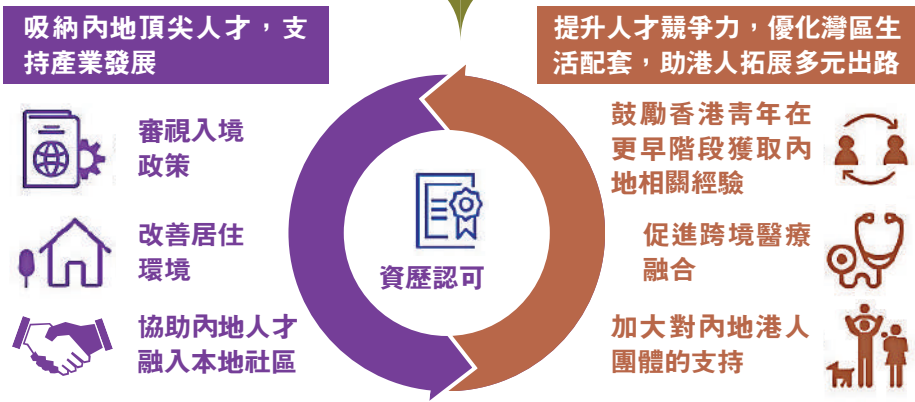 吸納內地頂尖人才，支
持產業發展
審視入境
政策
改善居住
環境
協助內地人才
融入本地社區
資歷認可
提升人才競爭力，優化灣區生
活配套，助港人拓展多元出路
鼓勵香港青年在
更早階段獲取內
地相關經驗
促進跨境醫療
融合
加大對內地港人
團體的支持